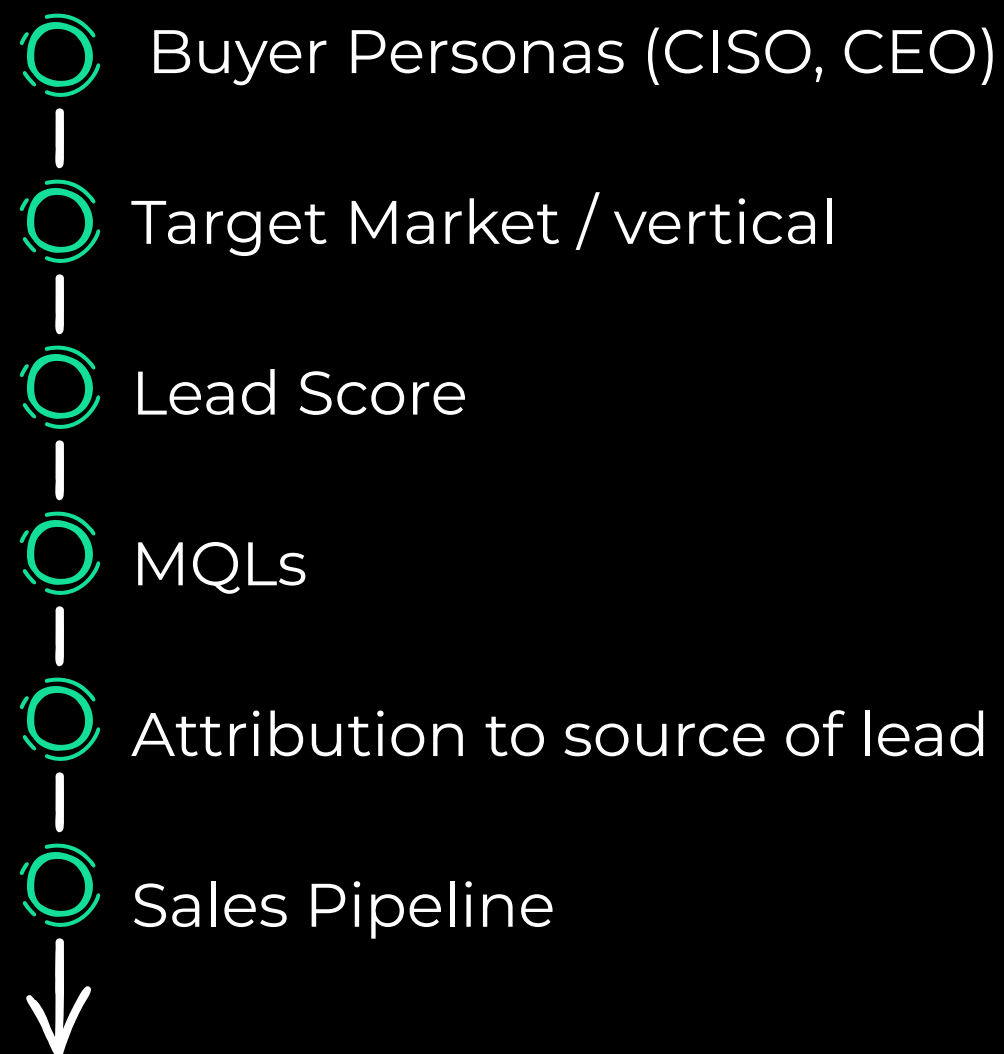 Buyer Personas (CISO, CEO)
Target Market / vertical
Lead Score
MQLs
Attribution to source of lead
Sales Pipeline